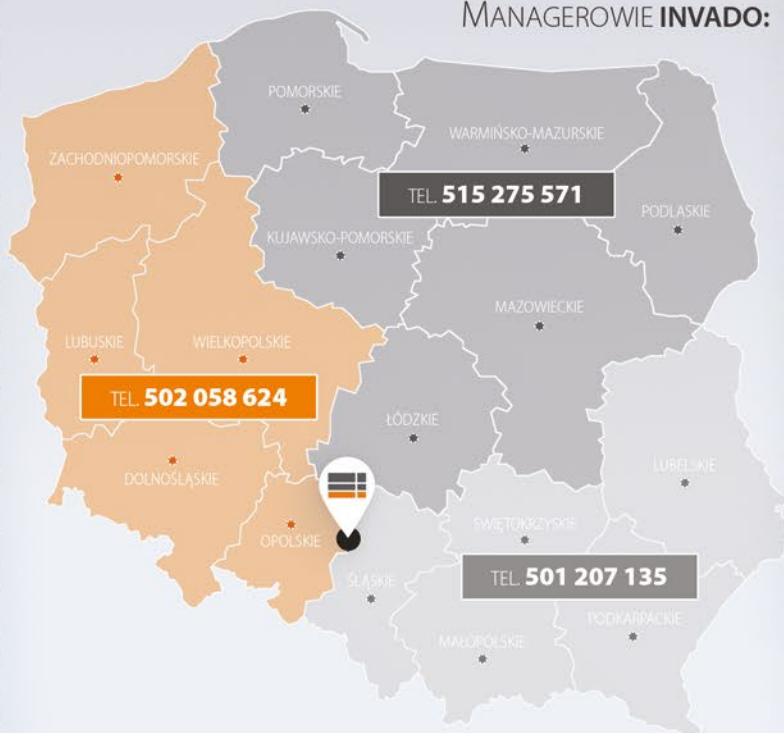 MANAGEROWIE INVADO:
POMORSKIE
WARMIŃSKO-MAZURSKIE
ZACHODNIOPOMORSKIE
TEL. 515 275 571
PODLASKIE
KUJAWSKO-POMORSKIE
MAZOWIECKIE
LUBUSKIE
WIELKOPOLSKIE
TEL. 502 058 624
ŁÓDZKIE
LUBELSKIE
DOLNOŚLĄSKIE
ŚWIĘTOKRZYSKIE
OPOLSKIE
ŚLĄSKIE
TEL. 501 207 135
PODKARPACKIE
MAŁOPOLSKIE